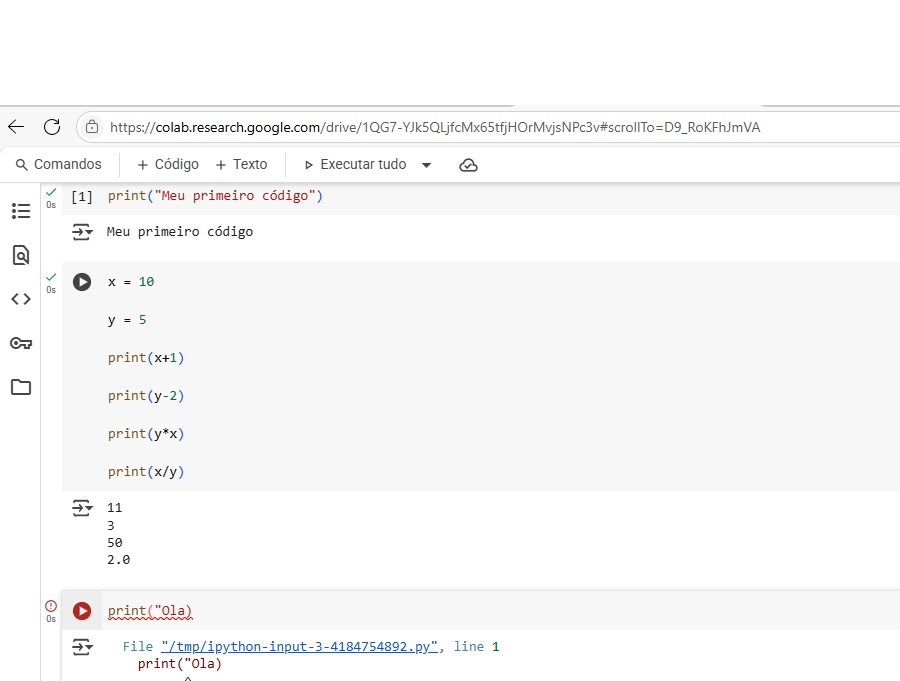 https://colab.research.google.com/drive/1QG7-YJk5QLjfcMx65tfjHOrMvjsNPc3v#scrollTo=D9_RoKFhJmVA
Comandos + Código + Texto Executar tudo
0s [1] print("Meu primeiro código")
Meu primeiro código
x = 10
0s
y = 5
print(x+1)
print(y-2)
print(y*x)
print(x/y)
11
3
50
2.0
print("Ola)
0s
File "/tmp/ipython-input-3-4184754892.py", line 1
print("Ola)
^